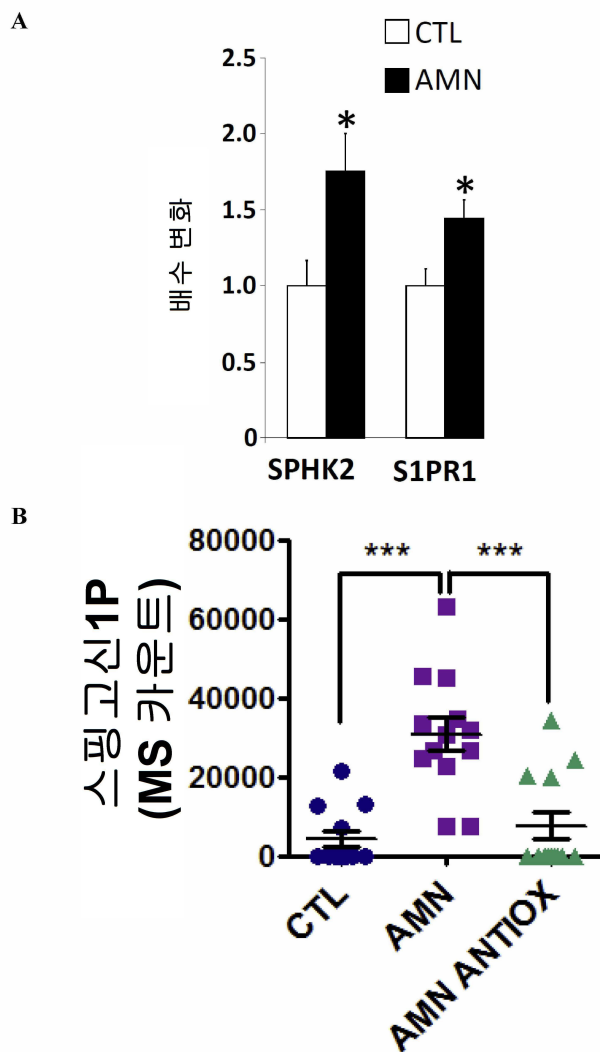 A
CTL
AMN
2.5
2.0
1.5
1.0
0.5
0
배수 변화
*
*
SPHK2
S1PR1
B
80000
60000
40000
20000
0
스핑고신1P
(MS 카운트)
***
***
CTL
AMN
AMN ANTIOX